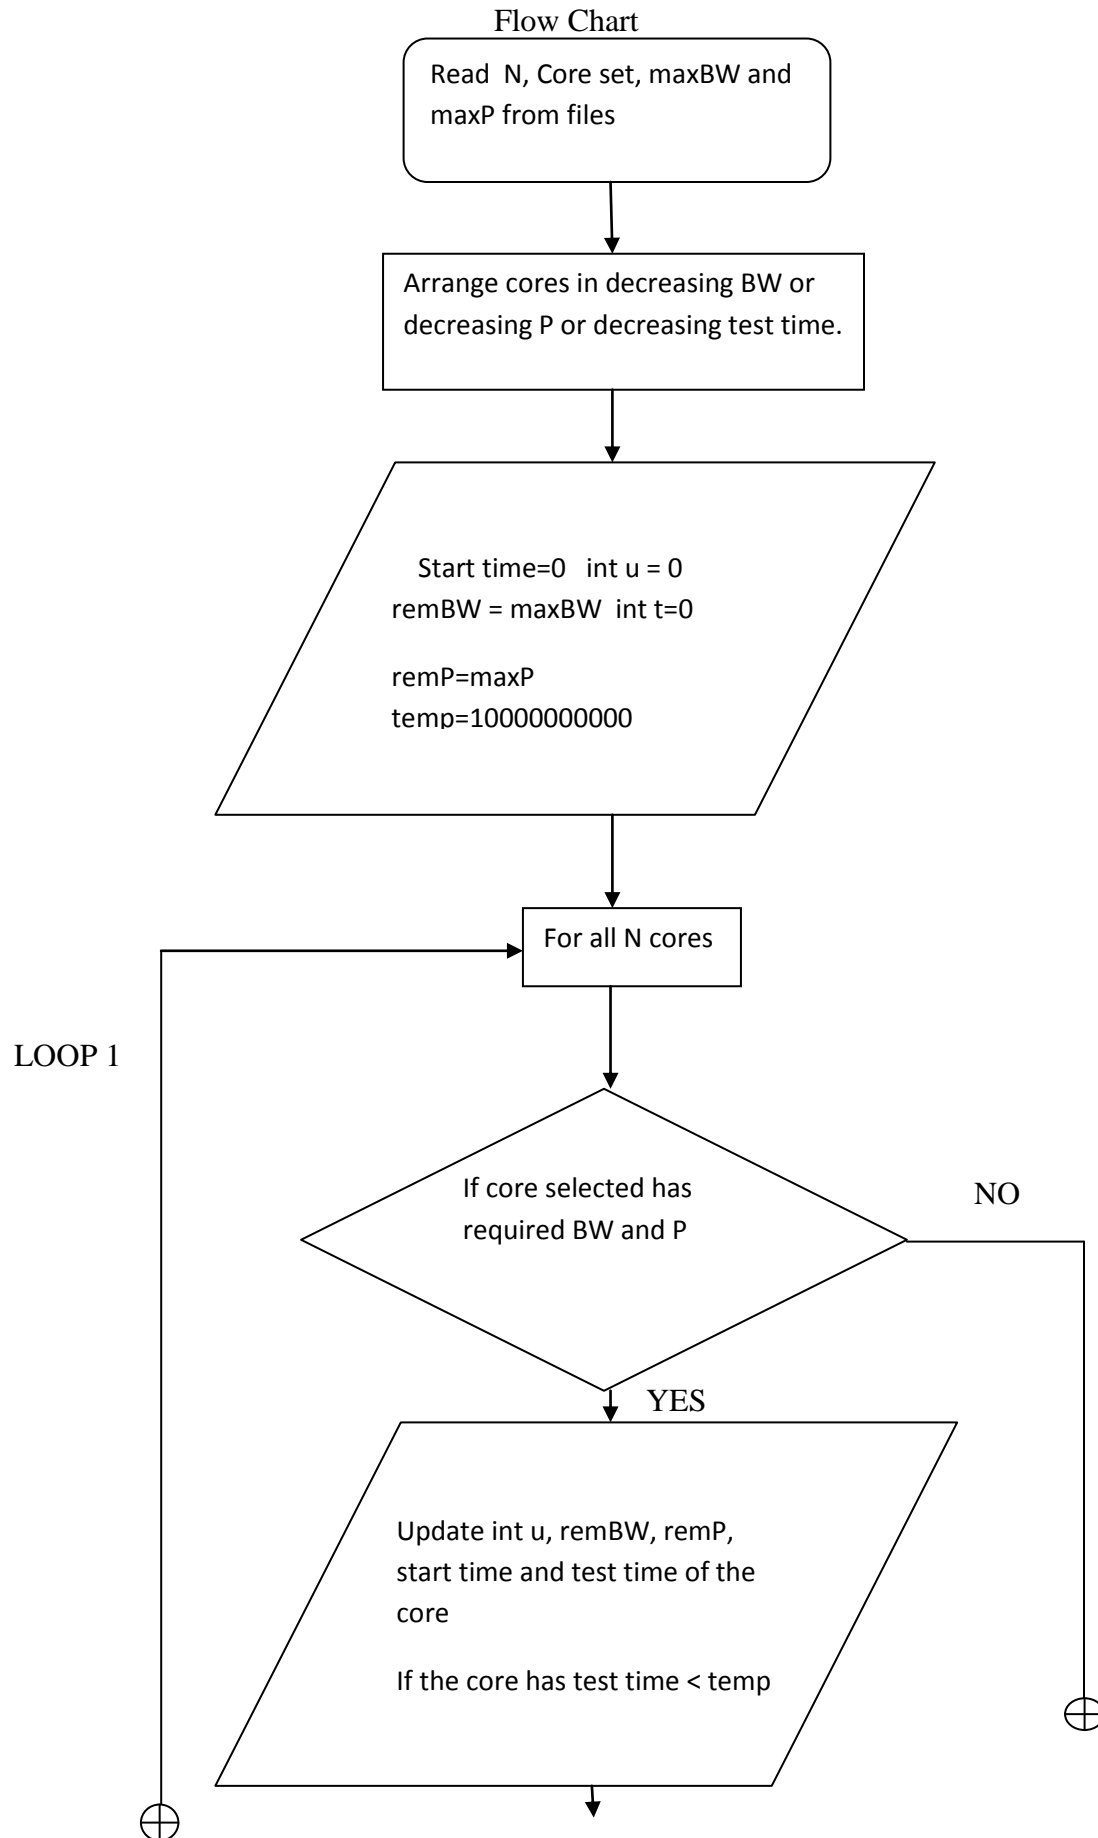 Flow Chart
Read N, Core set, maxBW and
maxP from files
Arrange cores in decreasing BW or
decreasing P or decreasing test time.
Start time=0 int u = 0
remBW = maxBW int t=0
remP=maxP
temp=10000000000
For all N cores
LOOP 1
If core selected has
required BW and P
NO
YES
Update int u, remBW, remP,
start time and test time of the
core
If the core has test time < temp